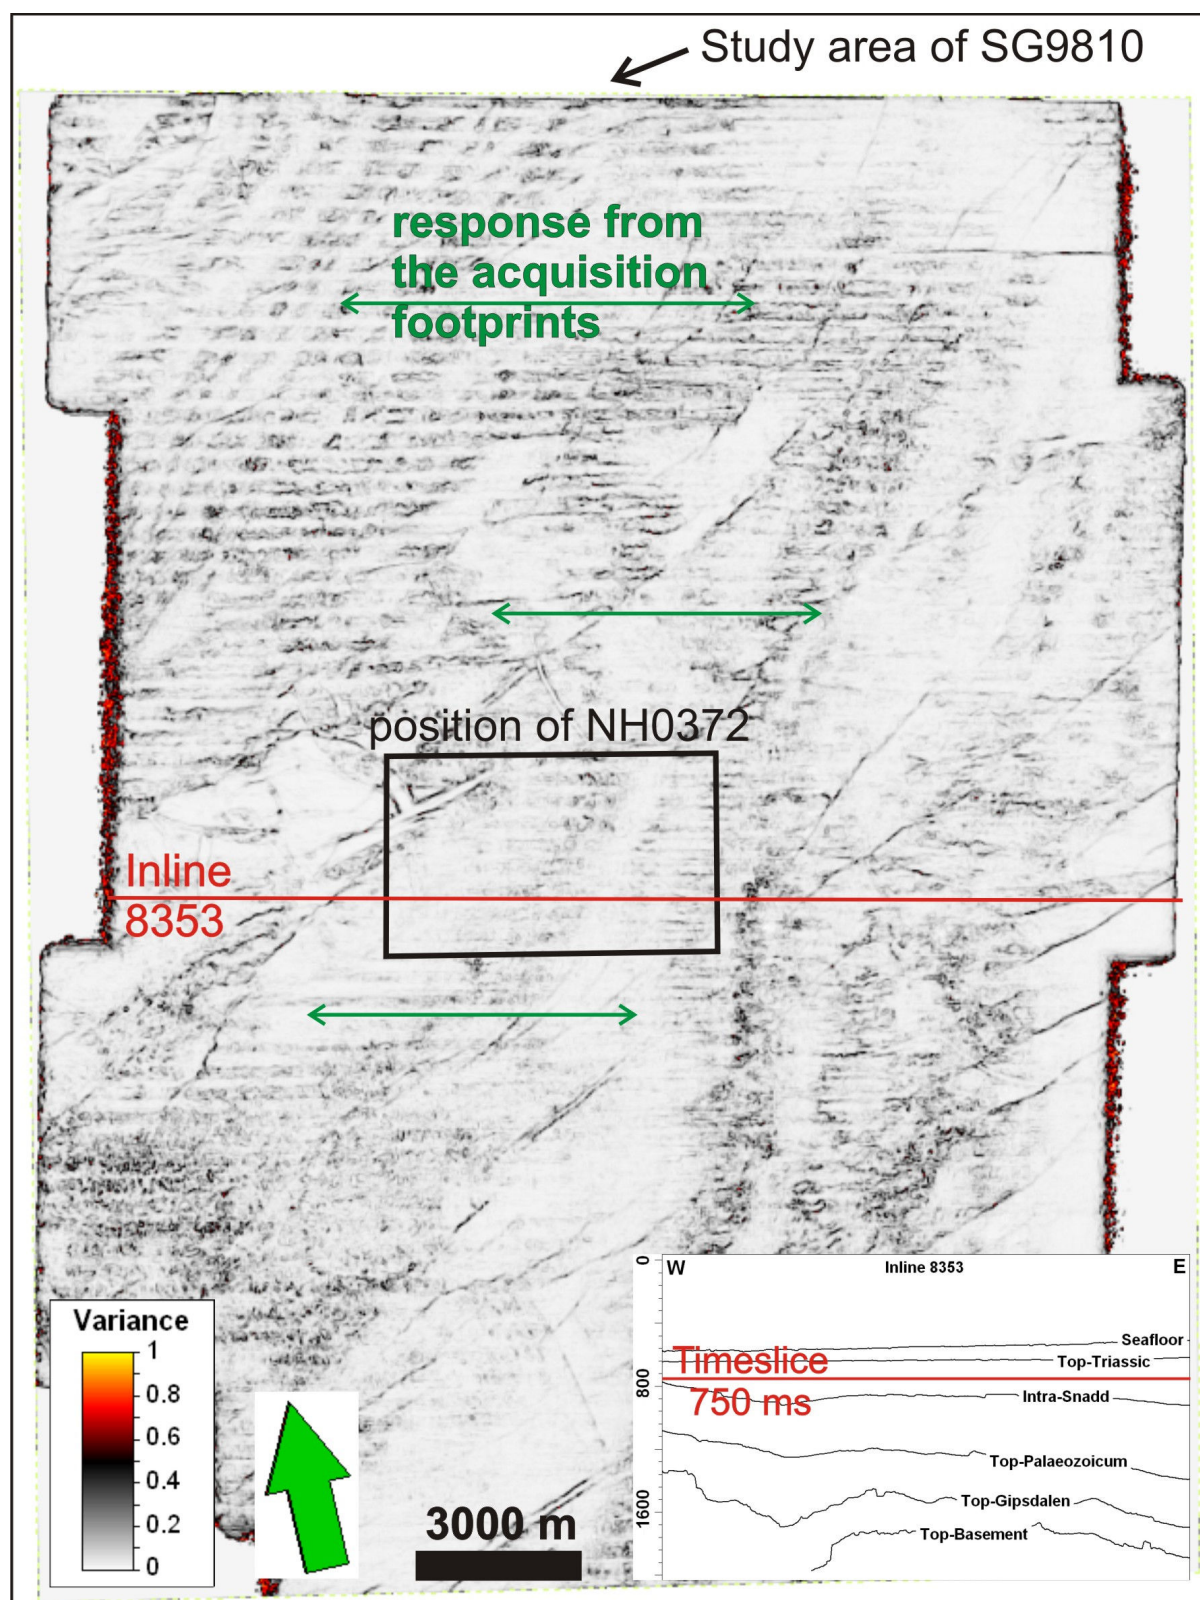 Study area of SG9810
response from
the acquisition
footprints
position of NH0372
Inline
8353
Variance
1
0.8
0.6
0.4
0.2
0
3000 m
0
800
1600
W
Inline 8353
E
Seafloor
Top-Triassic
Timeslice
750 ms
Intra-Snadd
Top-Palaeozoicum
Top-Gipsdalen
Top-Basement